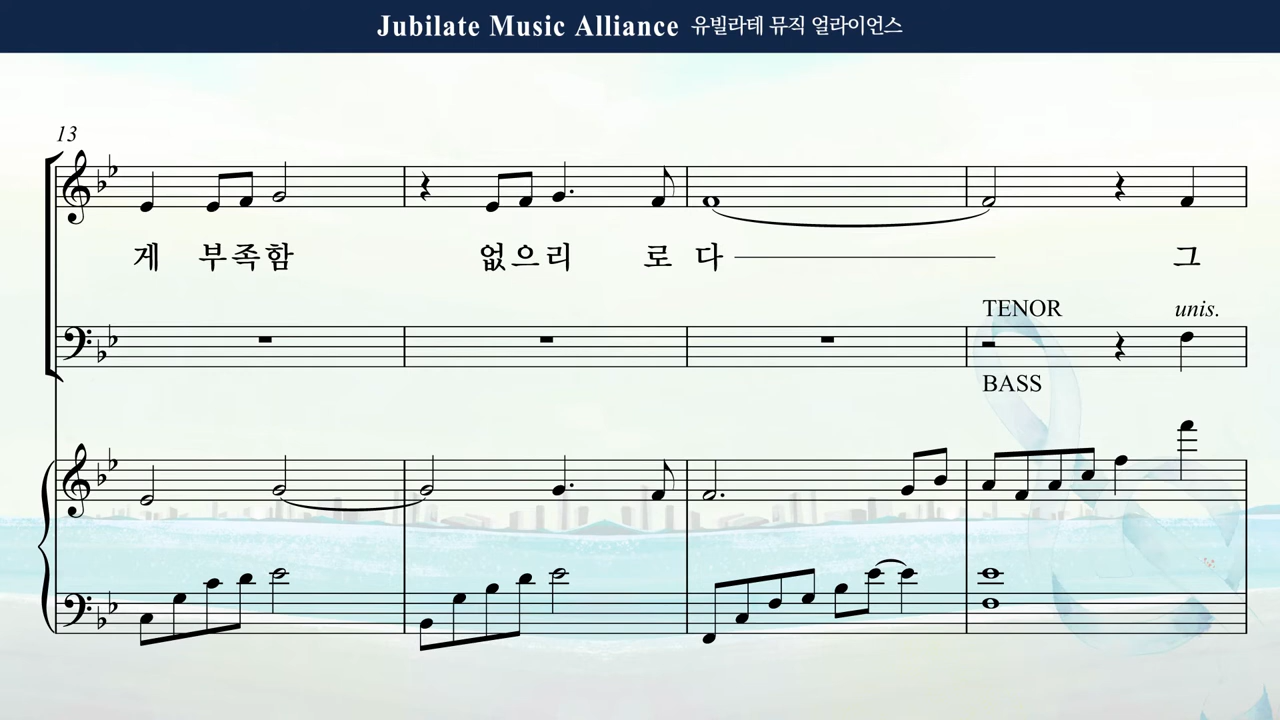 Jubilate Music Alliance 유빌라테 뮤직 얼라이언스
13
게 부족함 없으리 로 다 그
TENOR unis.
BASS